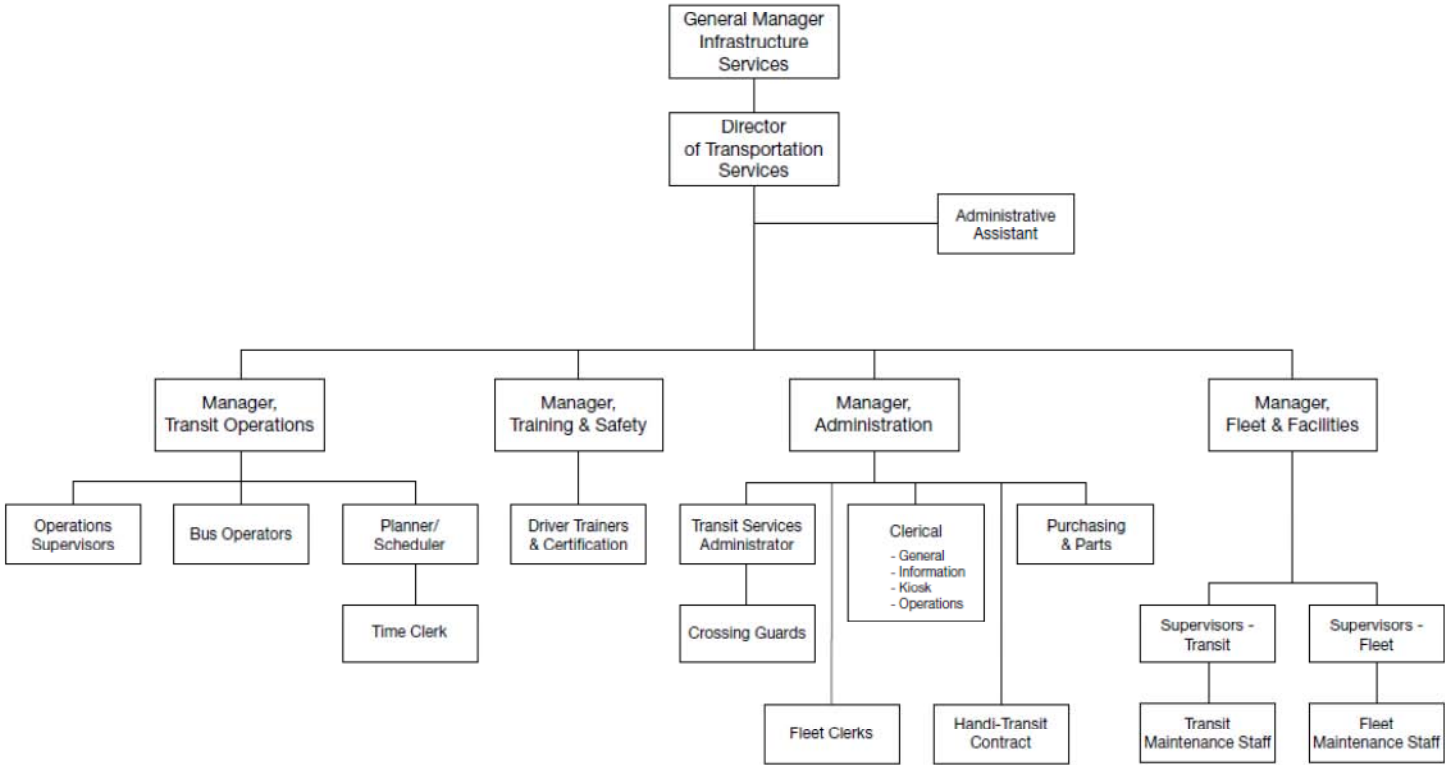 General Manager
Infrastructure
Services
Director
of Transportation
Services
Administrative
Assistant
Manager,
Transit Operations
Manager,
Training & Safety
Manager,
Administration
Manager,
Fleet & Facilities
Operations
Supervisors
Bus Operators
Planner/
Scheduler
Driver Trainers
& Certification
Transit Services
Administrator
Clerical
- General
- Information
- Kiosk
- Operations
Purchasing
& Parts
Time Clerk
Crossing Guards
Supervisors -
Transit
Supervisors -
Fleet
Fleet Clerks
Handi-Transit
Contract
Transit
Maintenance Staff
Fleet
Maintenance Staff